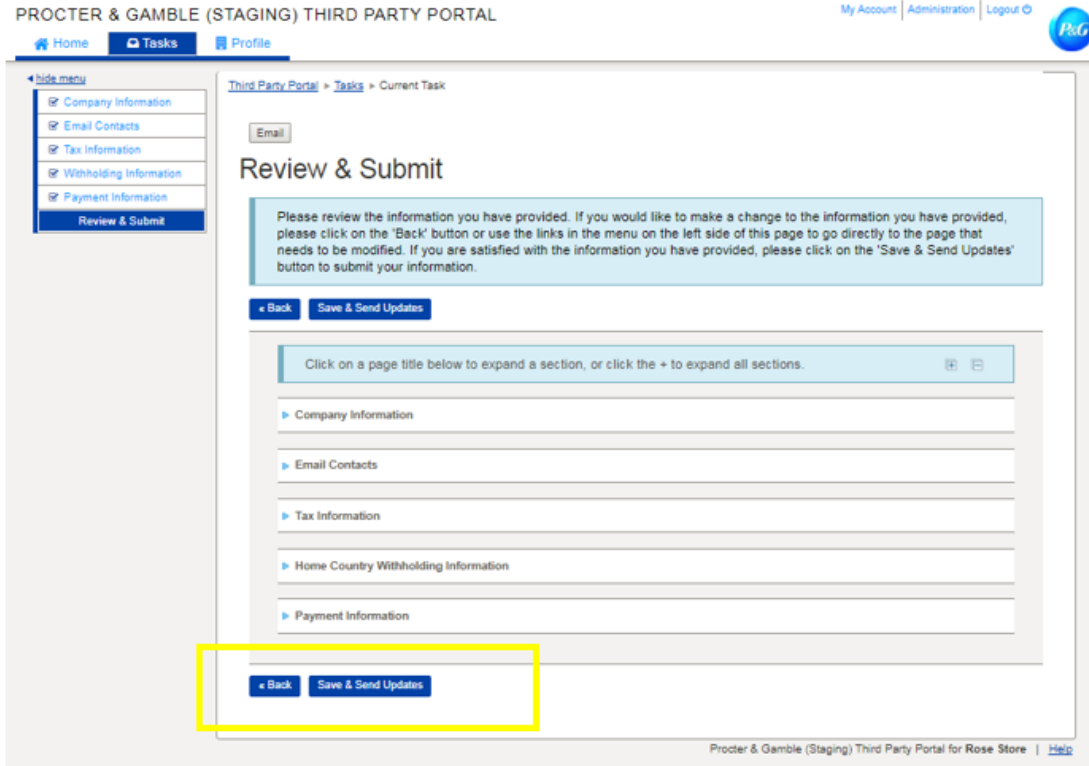 PROCTER & GAMBLE (STAGING) THIRD PARTY PORTAL
My Account | Administration | Logout
P&G
Home Tasks Profile
hide menu
Company Information
Email Contacts
Tax Information
Withholding Information
Payment Information
Review & Submit
Third Party Portal » Tasks » Current Task
Email
Review & Submit
Please review the information you have provided. If you would like to make a change to the information you have provided,
please click on the 'Back' button or use the links in the menu on the left side of this page to go directly to the page that
needs to be modified. If you are satisfied with the information you have provided, please click on the 'Save & Send Updates'
button to submit your information.
« Back Save & Send Updates
Click on a page title below to expand a section, or click the + to expand all sections.
Company Information
Email Contacts
Tax Information
Home Country Withholding Information
Payment Information
« Back Save & Send Updates
Procter & Gamble (Staging) Third Party Portal for Rose Store | Help